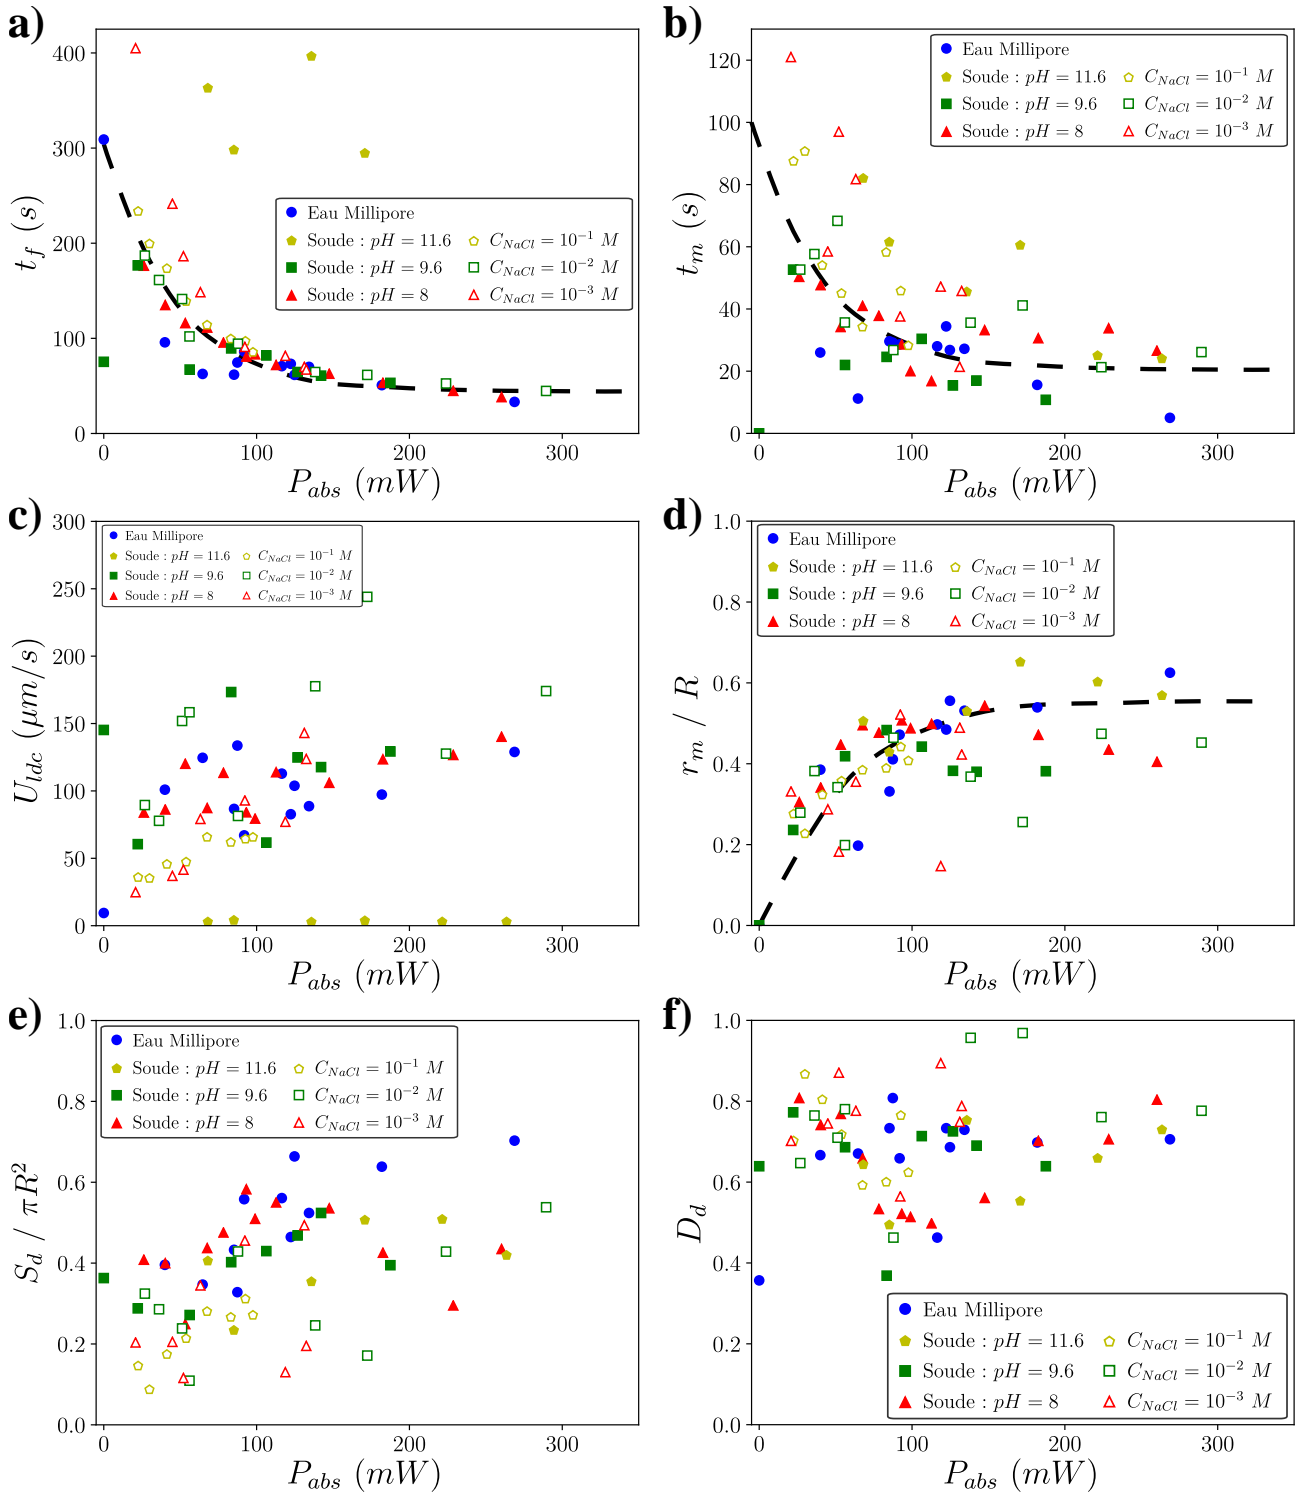 a)
400
300
200
100
0
t_f (s)
Eau Millipore
Soude : pH = 11.6
C_NaCl = 10^-1 M
Soude : pH = 9.6
C_NaCl = 10^-2 M
Soude : pH = 8
C_NaCl = 10^-3 M
0 100 200 300
P_abs (mW)
b)
120
100
80
60
40
20
0
t_m (s)
Eau Millipore
Soude : pH = 11.6
C_NaCl = 10^-1 M
Soude : pH = 9.6
C_NaCl = 10^-2 M
Soude : pH = 8
C_NaCl = 10^-3 M
0 100 200 300
P_abs (mW)
c)
300
250
200
150
100
50
0
U_ldc (μm/s)
Eau Millipore
Soude : pH = 11.6
C_NaCl = 10^-1 M
Soude : pH = 9.6
C_NaCl = 10^-2 M
Soude : pH = 8
C_NaCl = 10^-3 M
0 100 200 300
P_abs (mW)
d)
1.0
0.8
0.6
0.4
0.2
0.0
r_m / R
Eau Millipore
Soude : pH = 11.6
C_NaCl = 10^-1 M
Soude : pH = 9.6
C_NaCl = 10^-2 M
Soude : pH = 8
C_NaCl = 10^-3 M
0 100 200 300
P_abs (mW)
e)
1.0
0.8
0.6
0.4
0.2
0.0
S_d / πR^2
Eau Millipore
Soude : pH = 11.6
C_NaCl = 10^-1 M
Soude : pH = 9.6
C_NaCl = 10^-2 M
Soude : pH = 8
C_NaCl = 10^-3 M
0 100 200 300
P_abs (mW)
f)
1.0
0.8
0.6
0.4
0.2
0.0
D_d
Eau Millipore
Soude : pH = 11.6
C_NaCl = 10^-1 M
Soude : pH = 9.6
C_NaCl = 10^-2 M
Soude : pH = 8
C_NaCl = 10^-3 M
0 100 200 300
P_abs (mW)